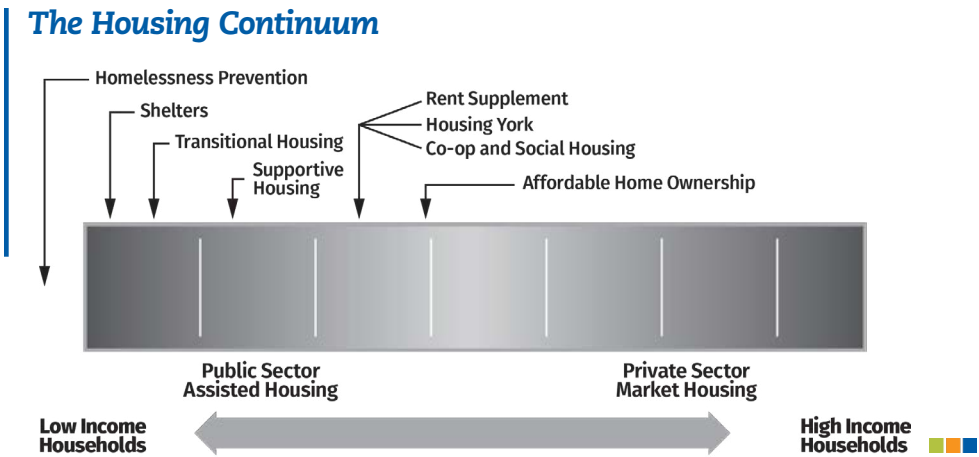 The Housing Continuum
Homelessness Prevention
Shelters
Transitional Housing
Supportive
Housing
Rent Supplement
Housing York
Co-op and Social Housing
Affordable Home Ownership
Public Sector
Assisted Housing
Private Sector
Market Housing
Low Income
Households
High Income
Households